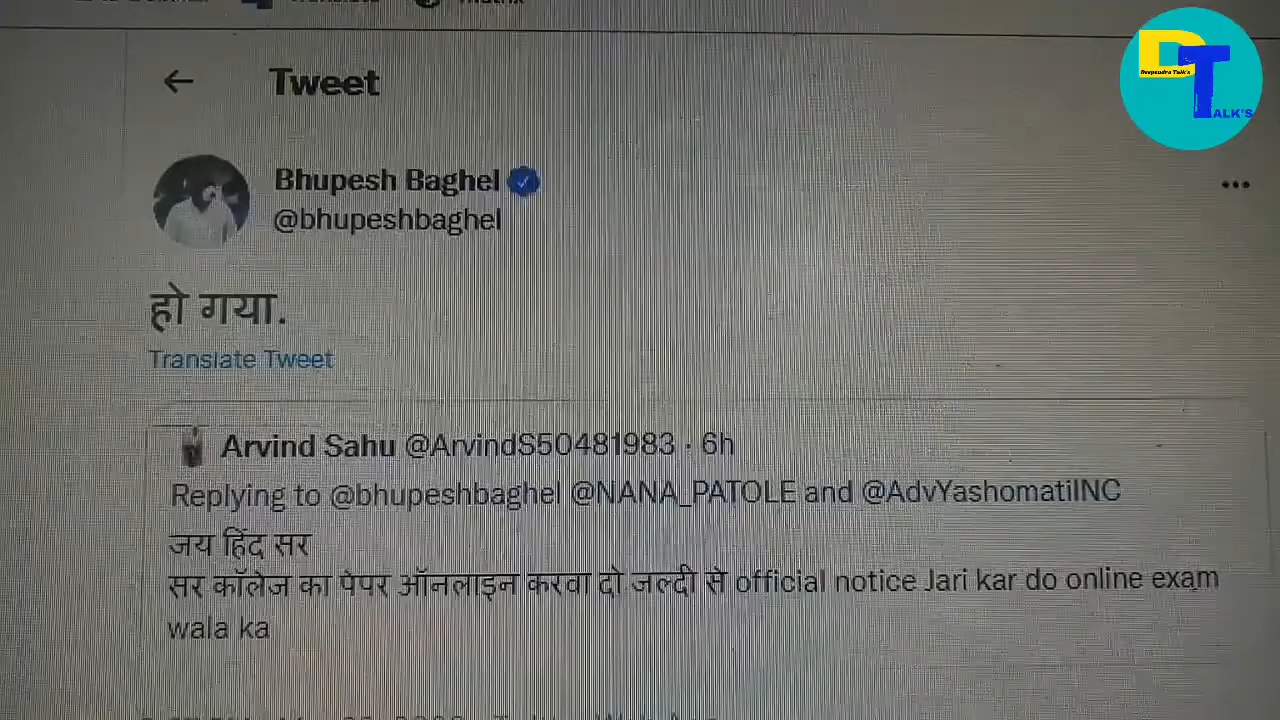 Tweet
Bhupesh Baghel
@bhupeshbaghel
हो गया.
Translate Tweet
Arvind Sahu @ArvindS50481983 · 6h
Replying to @bhupeshbaghel @NANA_PATOLE and @AdvYashomatiINC
जय हिंद सर
सर कॉलेज का पेपर ऑनलाइन करवा दो जल्दी से official notice Jari kar do online exam
wala ka
DT
Deependra Talk's
ALK'S